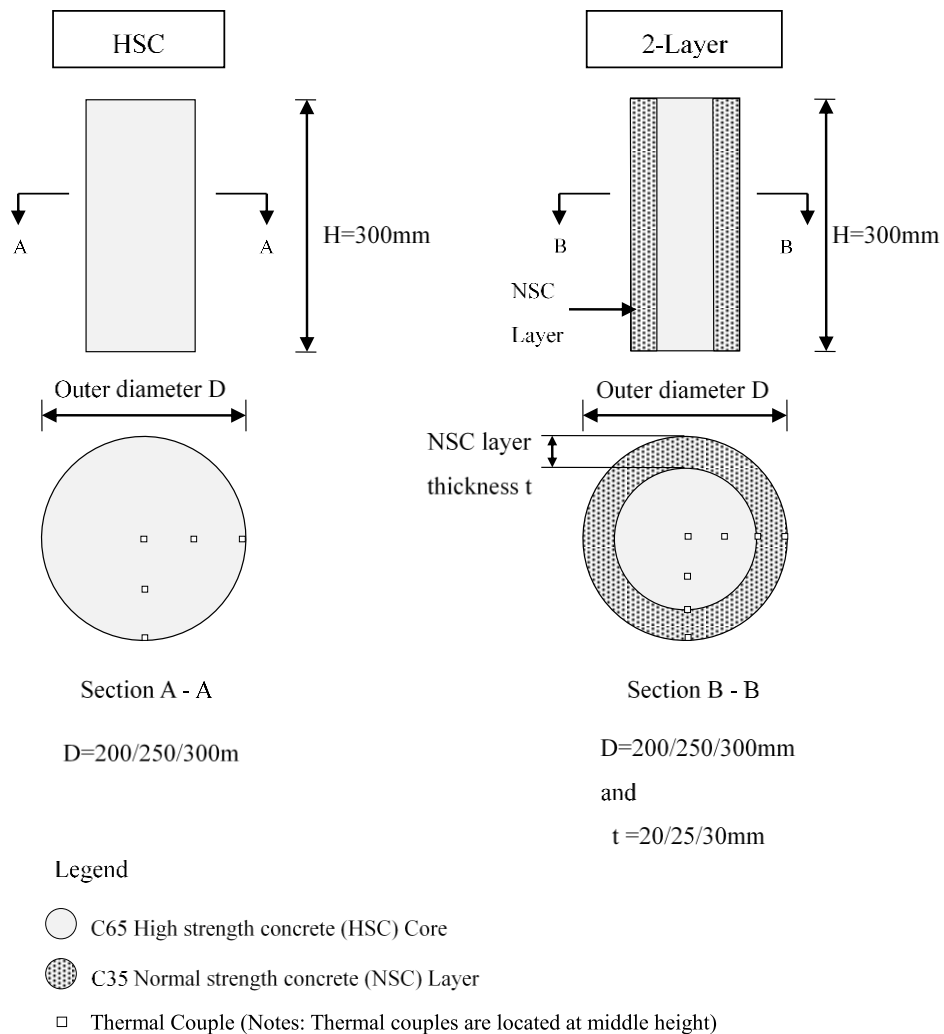 HSC
2-Layer
A
A
H=300mm
B
B
H=300mm
NSC
Layer
Outer diameter D
Outer diameter D
NSC layer
thickness t
Section A - A
Section B - B
D=200/250/300m
D=200/250/300mm
and
t =20/25/30mm
Legend
C65 High strength concrete (HSC) Core
C35 Normal strength concrete (NSC) Layer
Thermal Couple (Notes: Thermal couples are located at middle height)